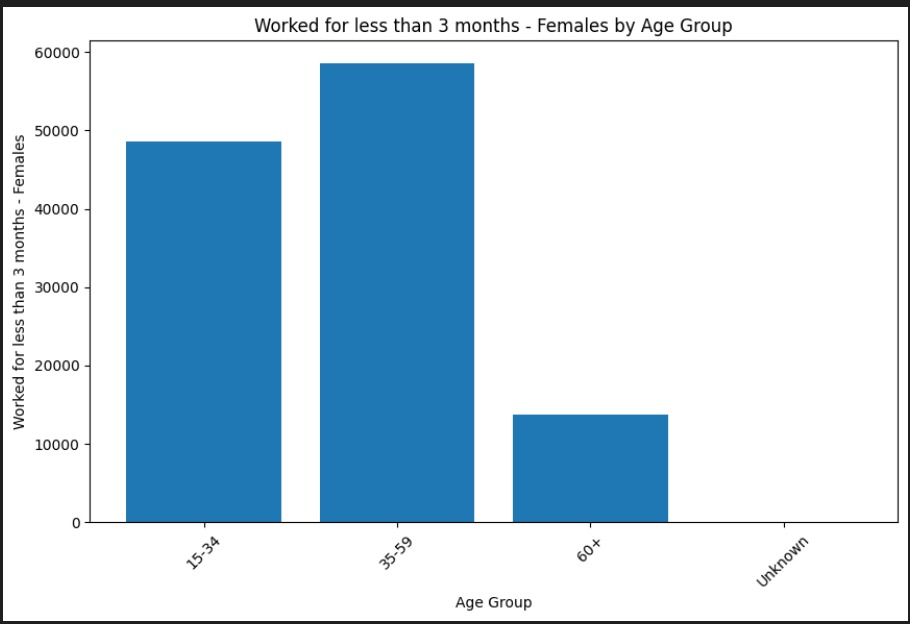 Worked for less than 3 months - Females by Age Group
Worked for less than 3 months - Females
60000
50000
40000
30000
20000
10000
0
15-34
35-59
60+
Unknown
Age Group